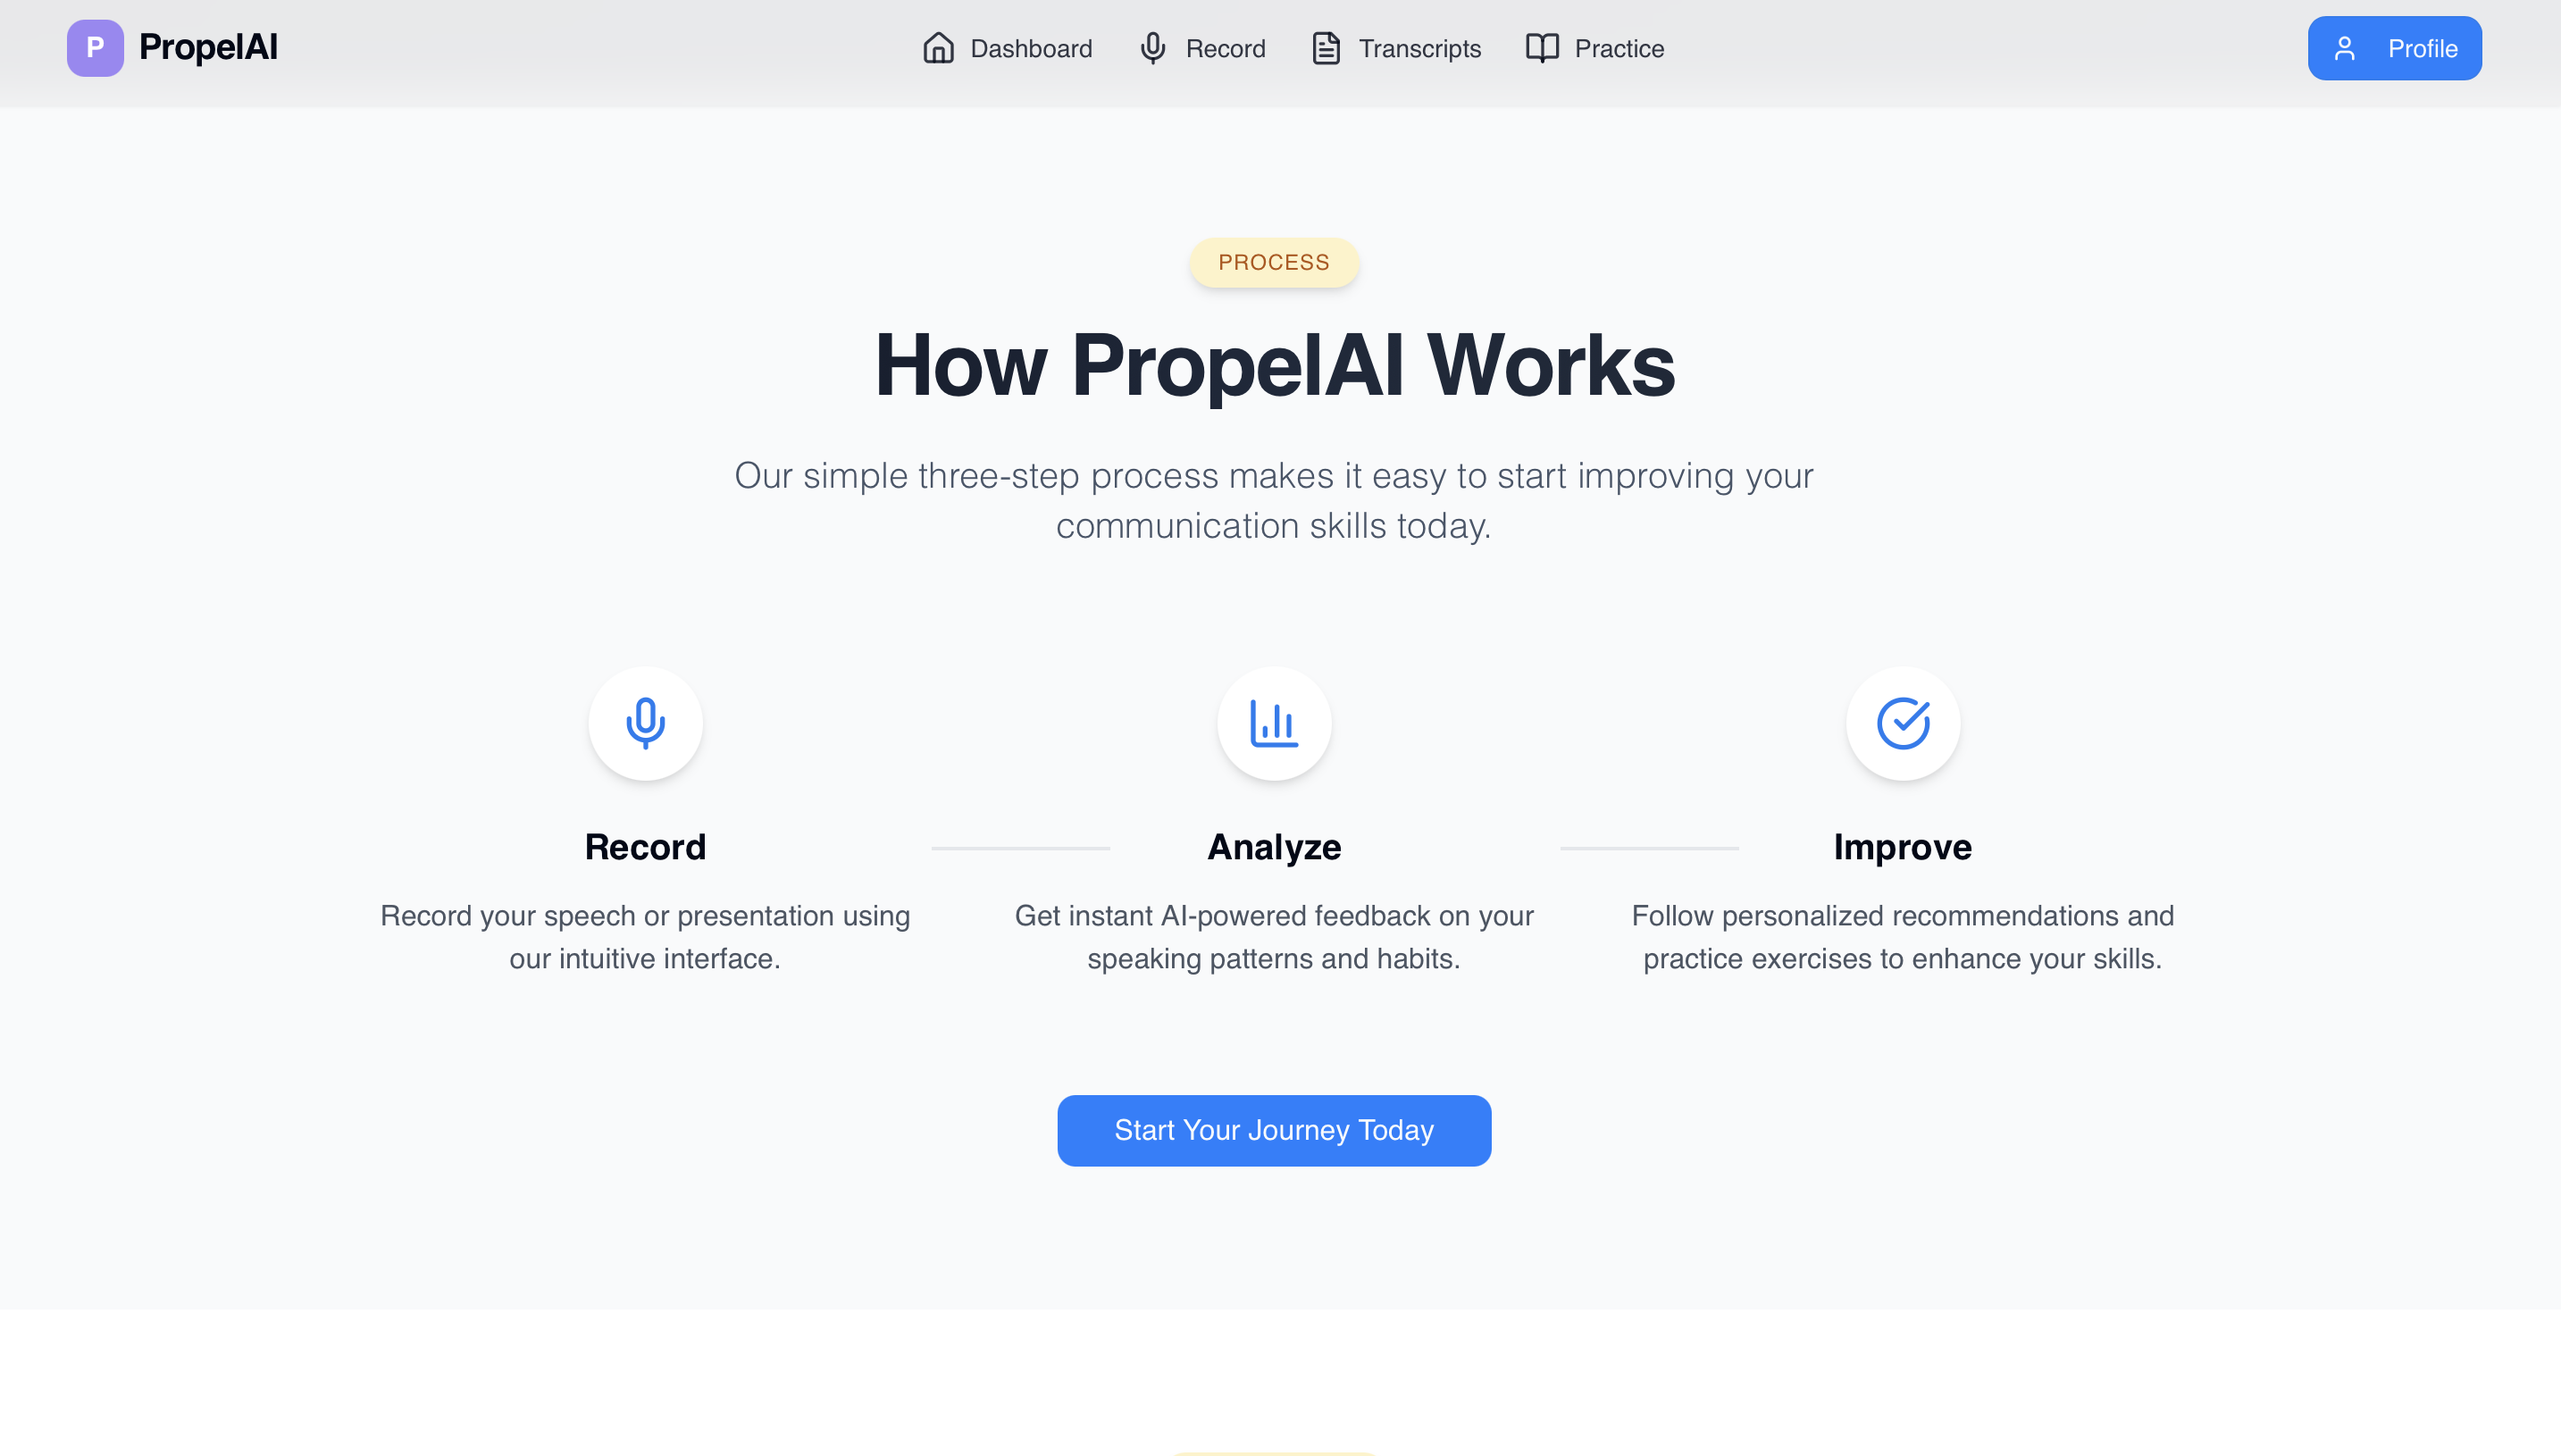 P PropelAI
Dashboard Record Transcripts Practice
Profile
PROCESS
How PropelAI Works
Our simple three-step process makes it easy to start improving your
communication skills today.
Record
Record your speech or presentation using
our intuitive interface.
Analyze
Get instant AI-powered feedback on your
speaking patterns and habits.
Improve
Follow personalized recommendations and
practice exercises to enhance your skills.
Start Your Journey Today